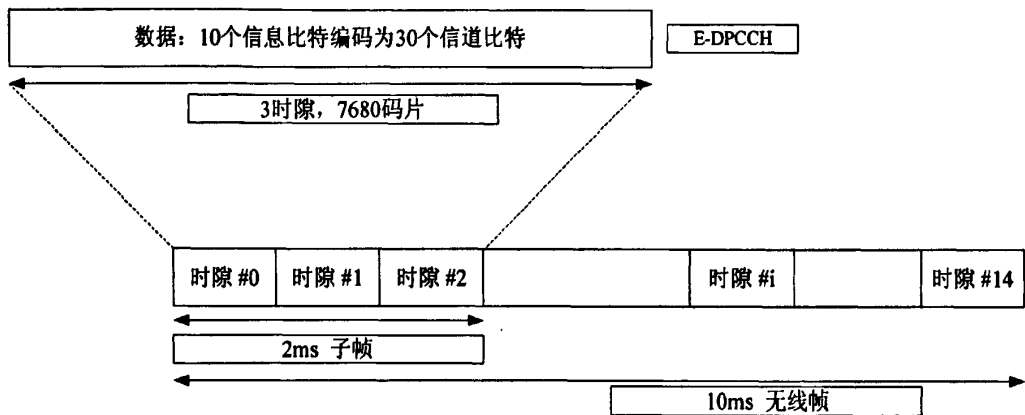 数据：10个信息比特编码为30个信道比特
E-DPCCH
3时隙，7680码片
时隙 #0
时隙 #1
时隙 #2
时隙 #i
时隙 #14
2ms 子帧
10ms 无线帧